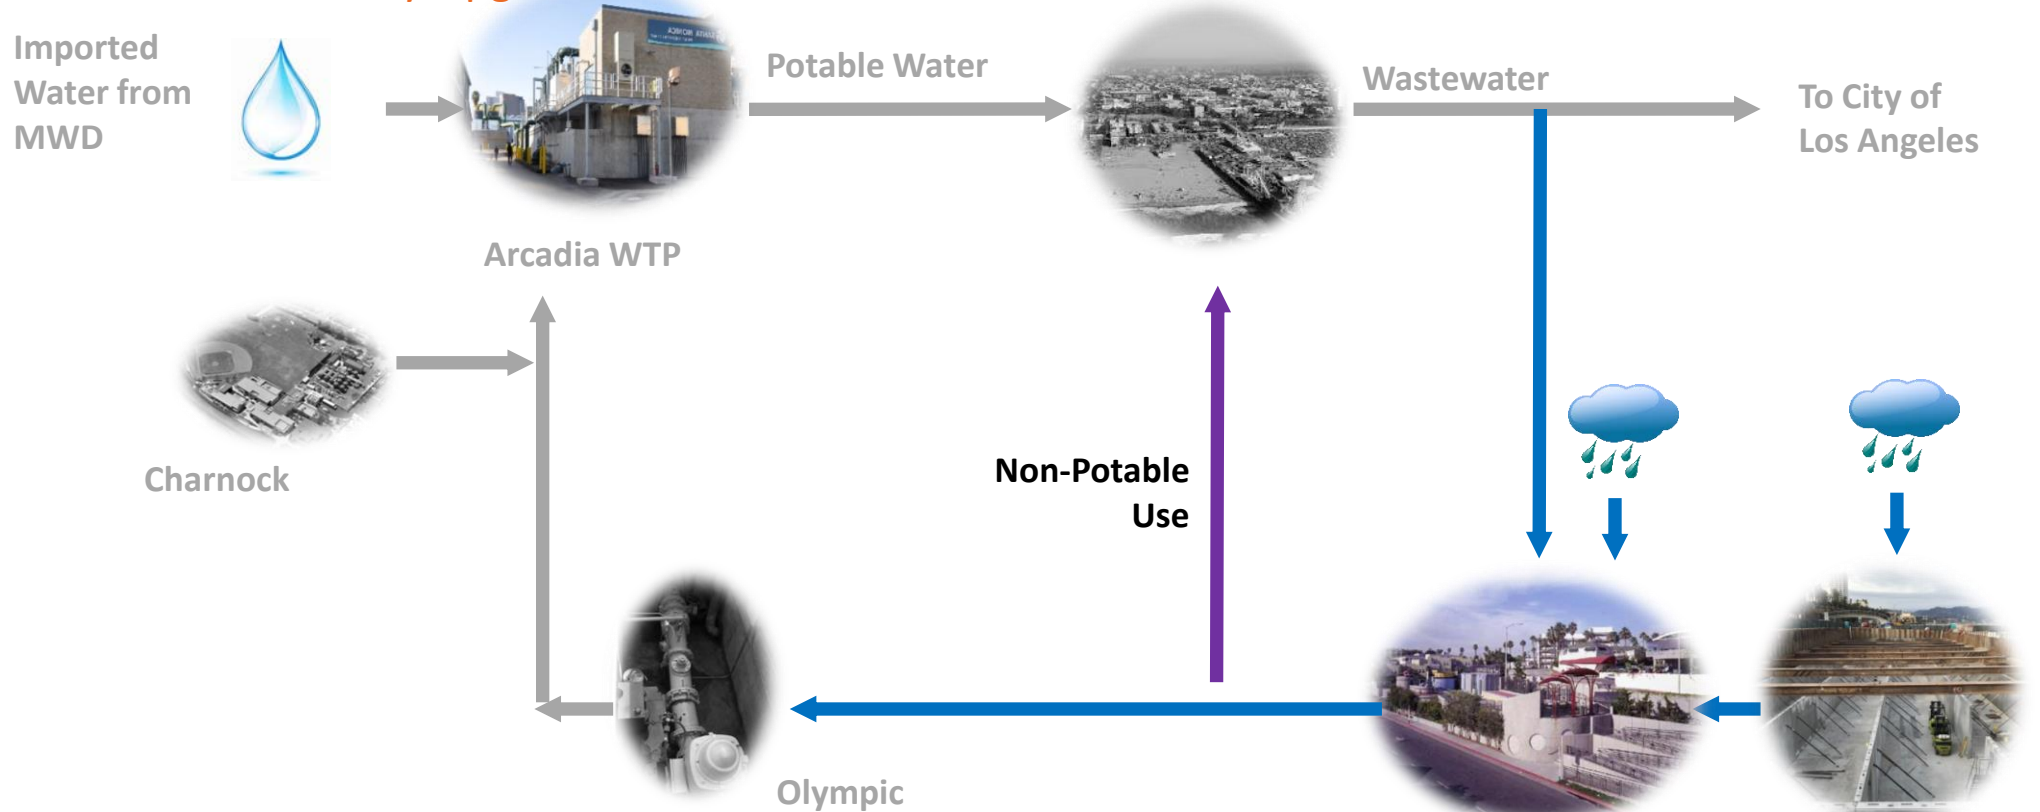 Imported
Water from
MWD
Potable Water
Wastewater
To City of
Los Angeles
Arcadia WTP
Charnock
Non-Potable
Use
Olympic